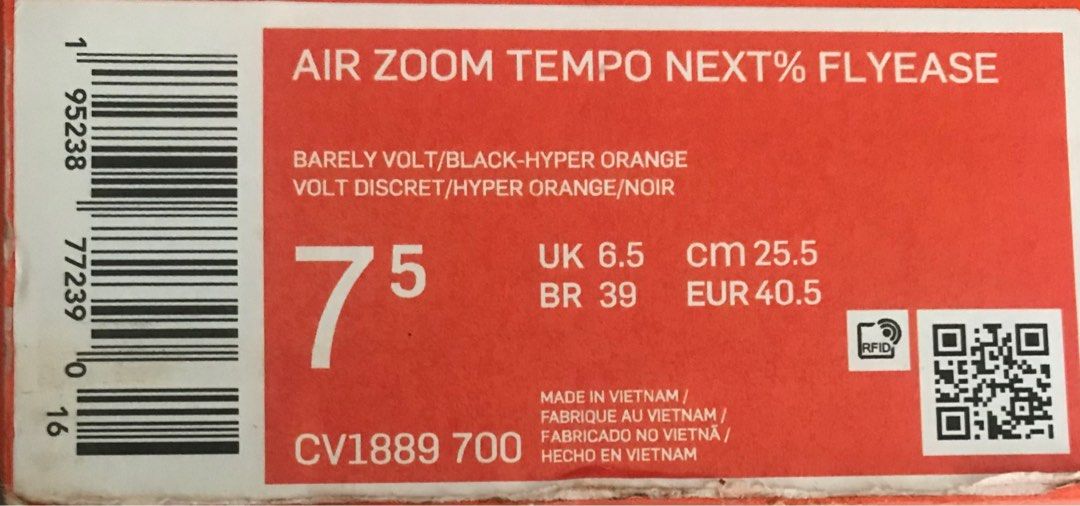 1 95238 77239 0
16
AIR ZOOM TEMPO NEXT% FLYEASE
BARELY VOLT/BLACK-HYPER ORANGE
VOLT DISCRET/HYPER ORANGE/NOIR
7 5
UK 6.5 cm 25.5
BR 39 EUR 40.5
RFID
MADE IN VIETNAM /
FABRIQUE AU VIETNAM /
FABRICADO NO VIETNÃ /
HECHO EN VIETNAM
CV1889 700